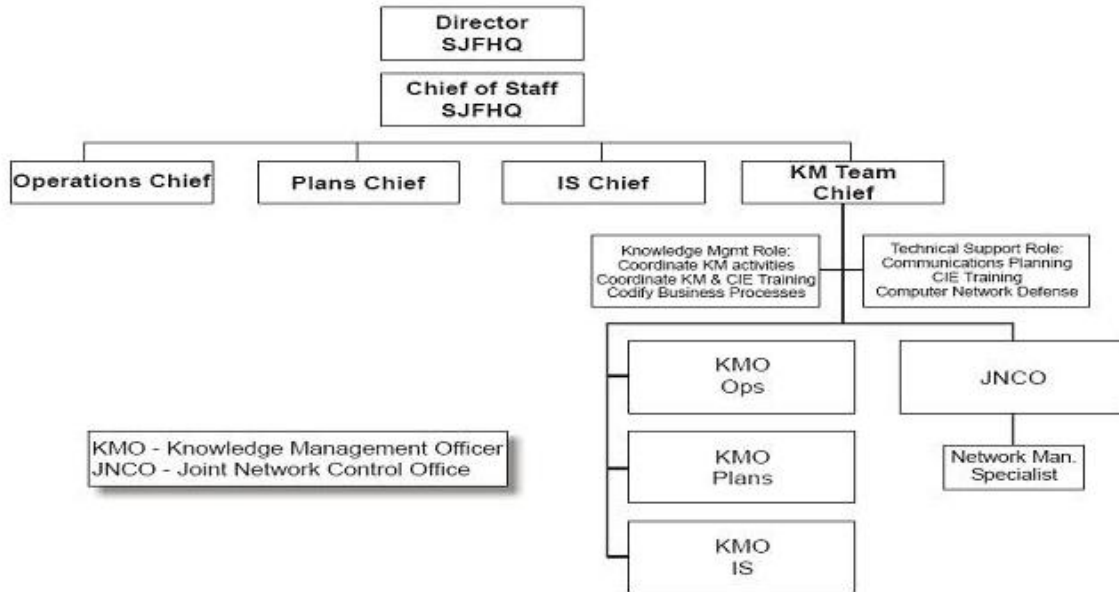 Director
SJFHQ
Chief of Staff
SJFHQ
Operations Chief
Plans Chief
IS Chief
KM Team
Chief
Knowledge Mgmt Role:
Coordinate KM activities
Coordinate KM & CIE Training
Codify Business Processes
Technical Support Role:
Communications Planning
CIE Training
Computer Network Defense
KMO
Ops
JNCO
KMO - Knowledge Management Officer
JNCO - Joint Network Control Office
KMO
Plans
Network Man.
Specialist
KMO
IS